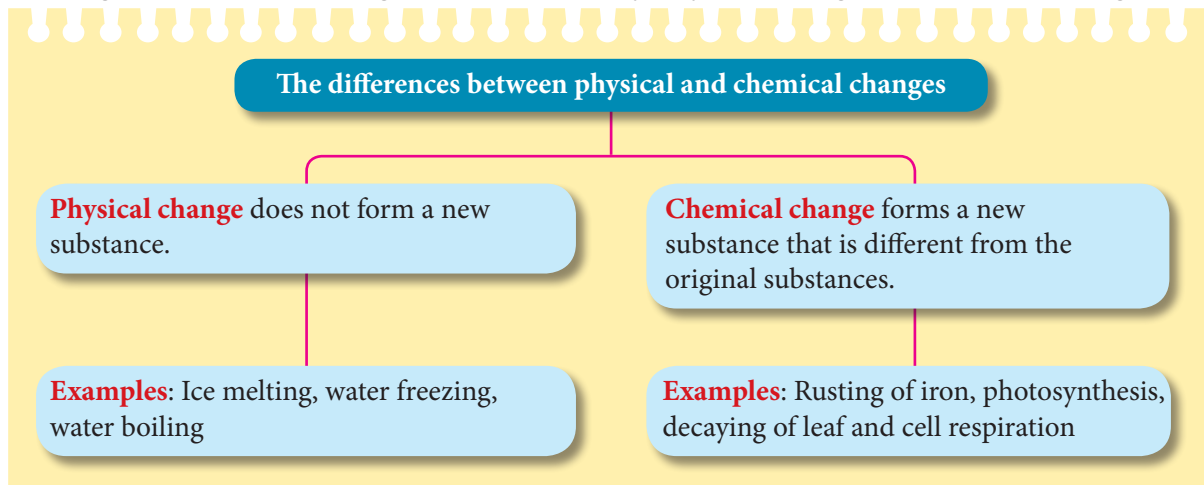 The differences between physical and chemical changes
Physical change does not form a new
substance.
Chemical change forms a new
substance that is different from the
original substances.
Examples: Ice melting, water freezing,
water boiling
Examples: Rusting of iron, photosynthesis,
decaying of leaf and cell respiration